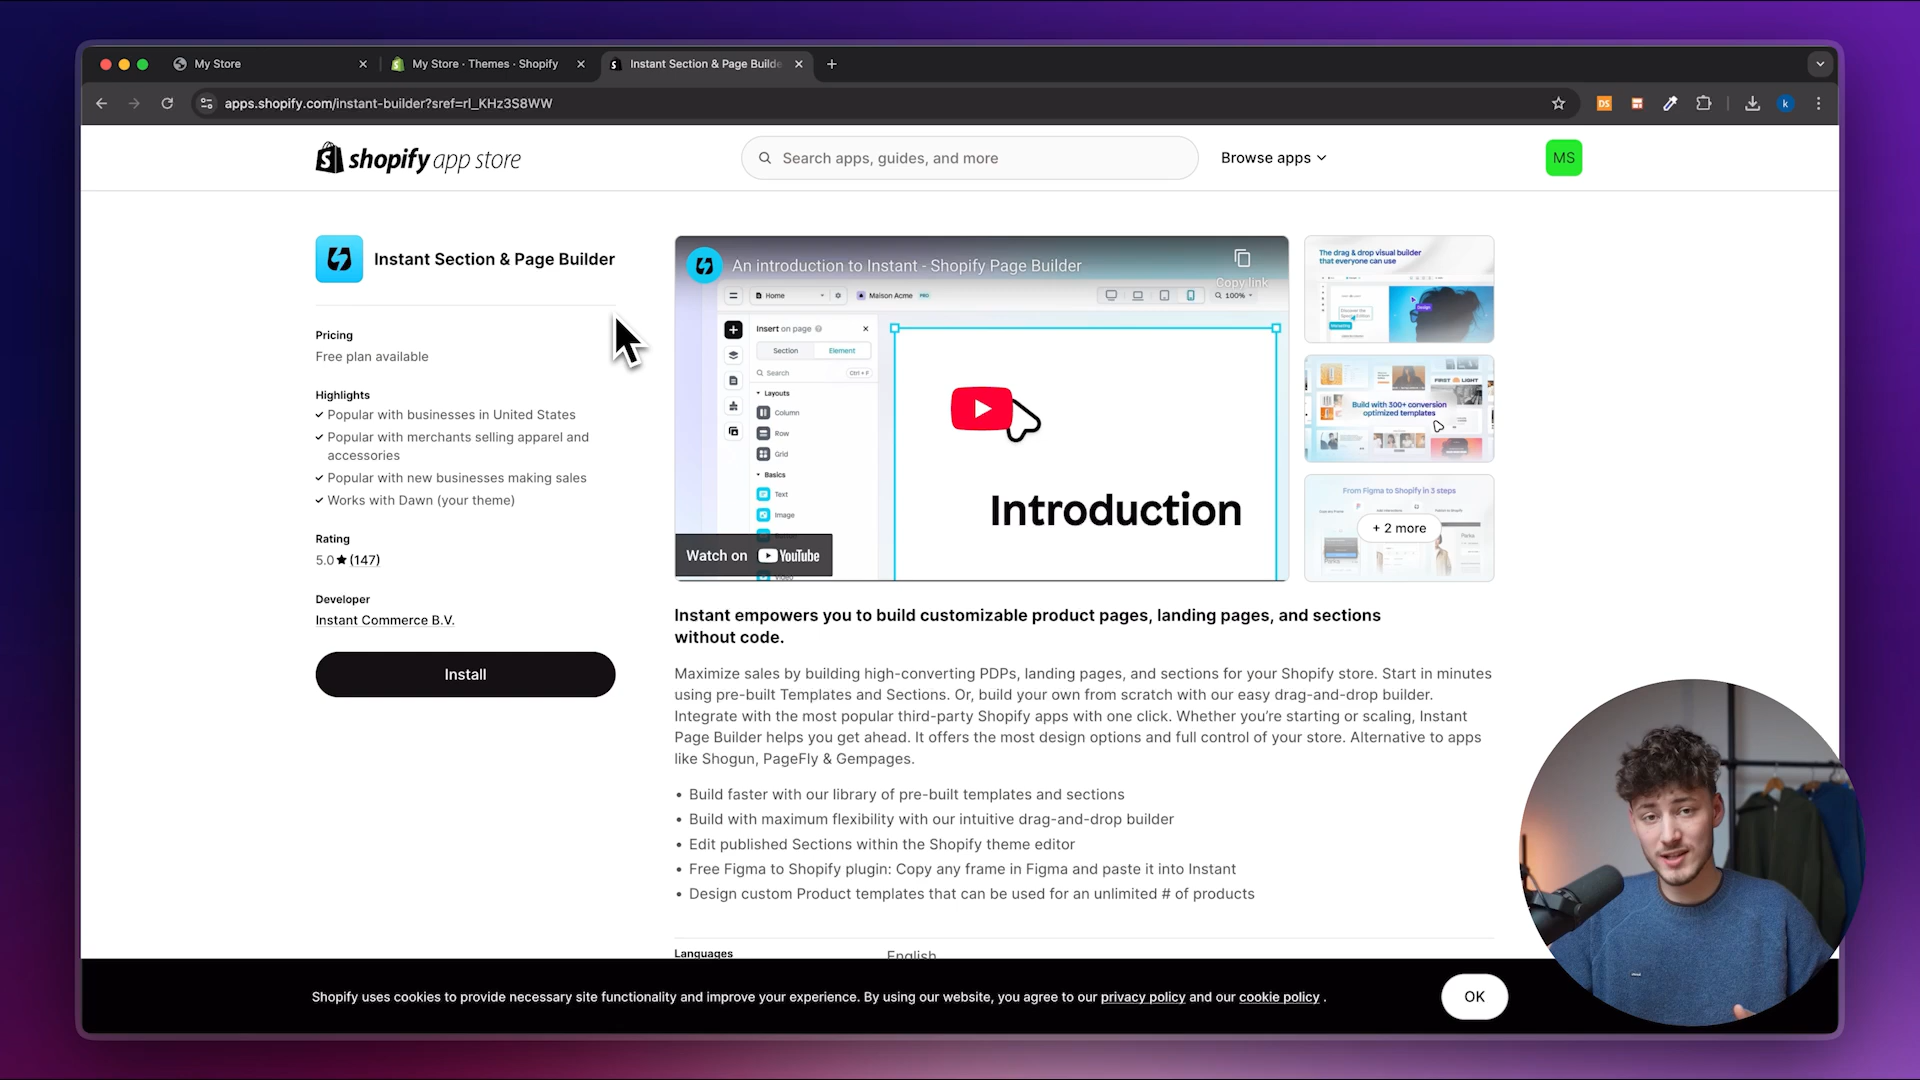 My Store
My Store · Themes · Shopify
Instant Section & Page Builde
apps.shopify.com/instant-builder?sref=rl_KHz3S8WW
DS
k
shopify app store
Search apps, guides, and more
Browse apps
MS
Instant Section & Page Builder
Pricing
Free plan available
Highlights
Popular with businesses in United States
Popular with merchants selling apparel and
accessories
Popular with new businesses making sales
Works with Dawn (your theme)
Rating
5.0★(147)
Developer
Instant Commerce B.V.
Install
An introduction to Instant - Shopify Page Builder
Copy link
Home
Maison Acme PRO
100%
Insert on page
Section
Element
Search
Ctrl + F
Layouts
Column
Row
Grid
Basics
Text
Image
Video
Introduction
Watch on YouTube
The drag & drop visual builder
that everyone can use
Build with 300+ conversion
optimized templates
FIRST LIGHT
From Figma to Shopify in 3 steps
+ 2 more
Instant empowers you to build customizable product pages, landing pages, and sections
without code.
Maximize sales by building high-converting PDPs, landing pages, and sections for your Shopify store. Start in minutes
using pre-built Templates and Sections. Or, build your own from scratch with our easy drag-and-drop builder.
Integrate with the most popular third-party Shopify apps with one click. Whether you're starting or scaling, Instant
Page Builder helps you get ahead. It offers the most design options and full control of your store. Alternative to apps
like Shogun, PageFly & Gempages.
• Build faster with our library of pre-built templates and sections
• Build with maximum flexibility with our intuitive drag-and-drop builder
• Edit published Sections within the Shopify theme editor
• Free Figma to Shopify plugin: Copy any frame in Figma and paste it into Instant
• Design custom Product templates that can be used for an unlimited # of products
Languages
English
Shopify uses cookies to provide necessary site functionality and improve your experience. By using our website, you agree to our privacy policy and our cookie policy .
OK